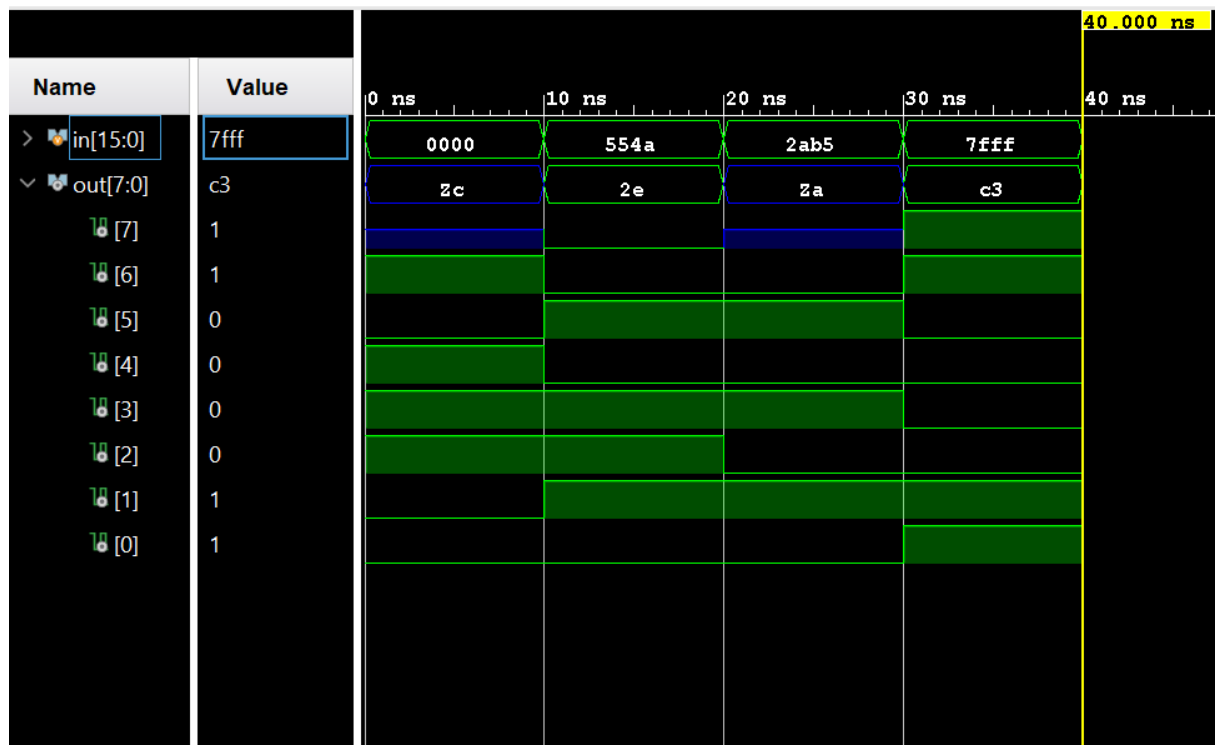 40.000 ns
Name Value
0 ns 10 ns 20 ns 30 ns 40 ns
in[15:0] 7fff 0000 554a 2ab5 7fff
out[7:0] c3 Zc 2e Za c3
[7] 1
[6] 1
[5] 0
[4] 0
[3] 0
[2] 0
[1] 1
[0] 1